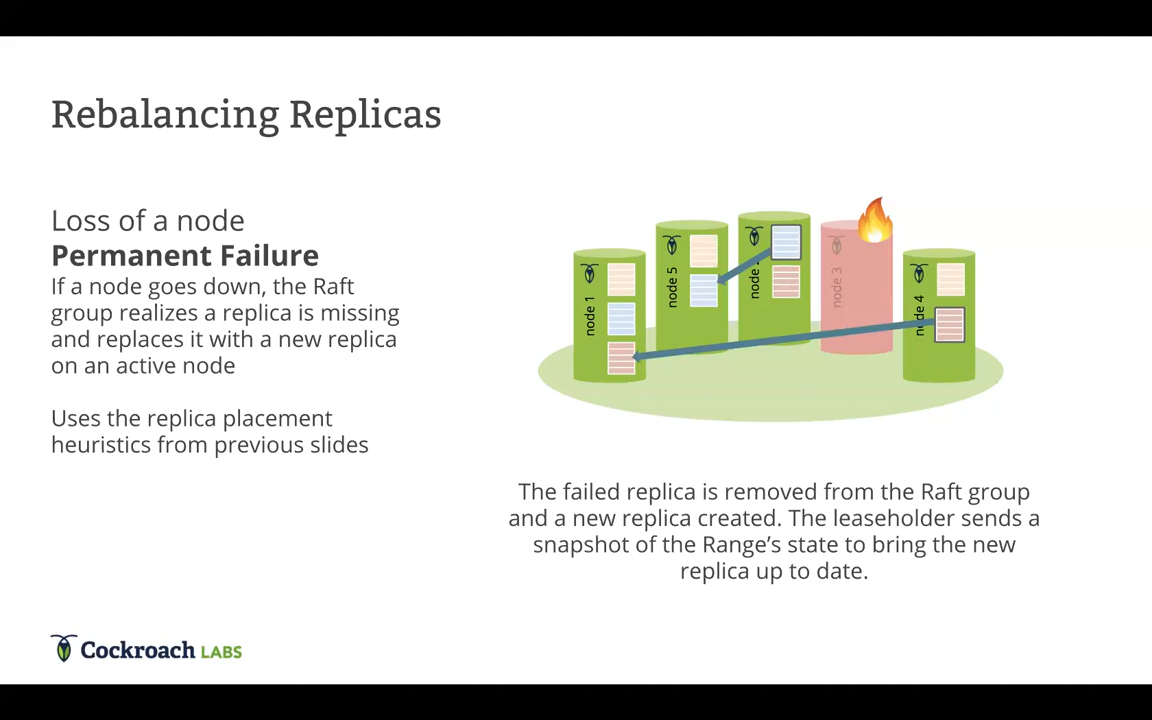 Rebalancing Replicas
Loss of a node
Permanent Failure
If a node goes down, the Raft
group realizes a replica is missing
and replaces it with a new replica
on an active node
Uses the replica placement
heuristics from previous slides
node 1
node 5
node
node 3
node 4
The failed replica is removed from the Raft group
and a new replica created. The leaseholder sends a
snapshot of the Range’s state to bring the new
replica up to date.
Cockroach LABS